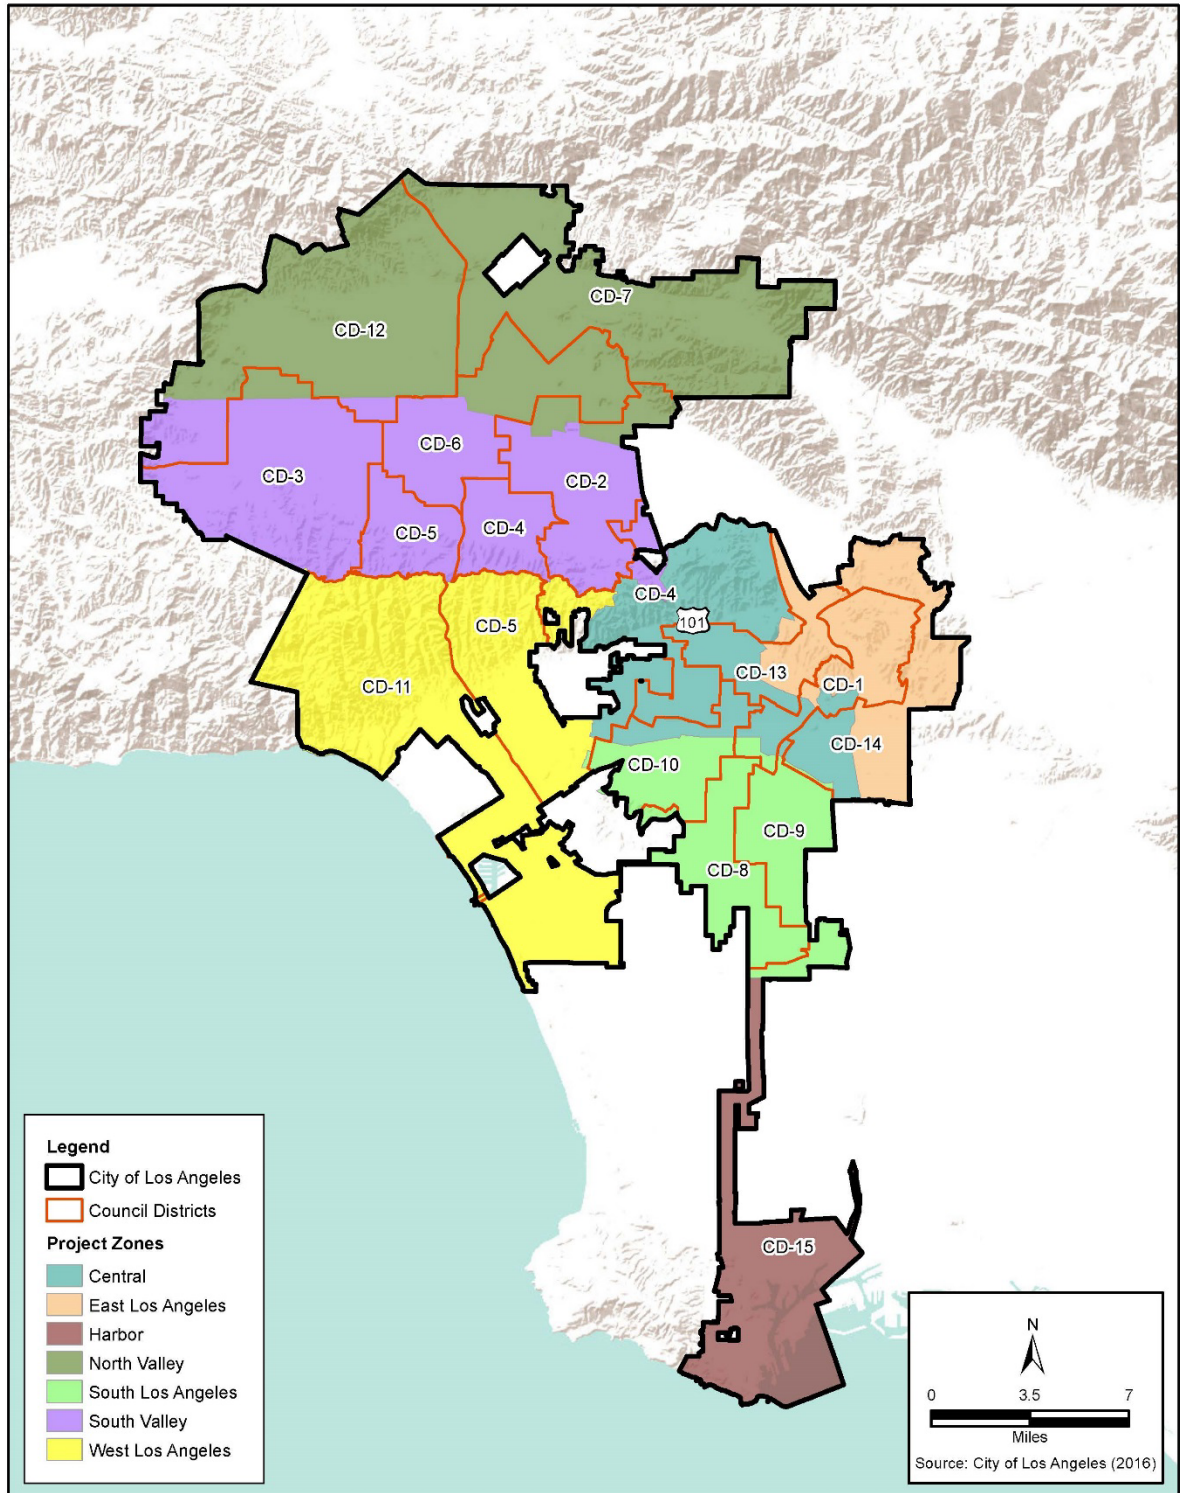 CD-7
CD-12
CD-6
CD-3
CD-2
CD-5
CD-4
CD-4
101
CD-5
CD-13
CD-1
CD-11
CD-14
CD-10
CD-9
CD-8
CD-15
Legend
City of Los Angeles
Council Districts
Project Zones
Central
East Los Angeles
Harbor
North Valley
South Los Angeles
South Valley
West Los Angeles
N
0 3.5 7
Miles
Source: City of Los Angeles (2016)